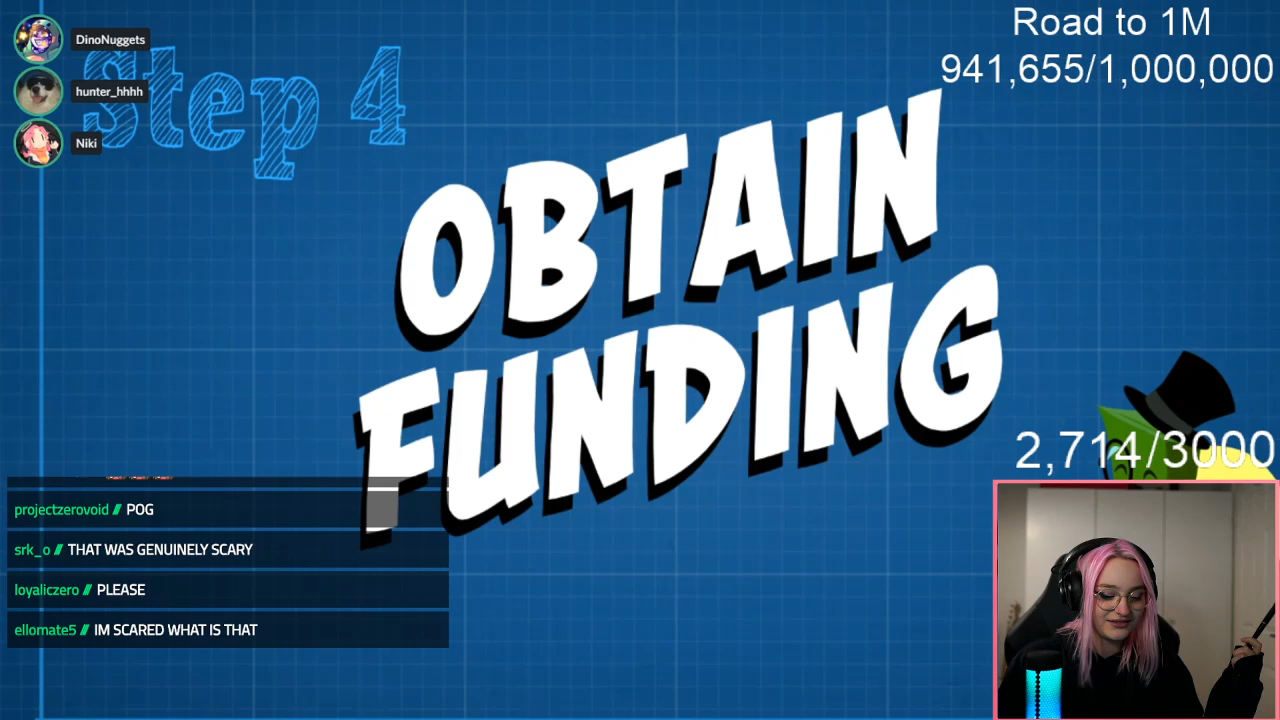 DinoNuggets
hunter_hhhh
Niki
Step 4
Road to 1M
941,655/1,000,000
OBTAIN
FUNDING
2,714/3000
projectzerovoid // POG
srk_o // THAT WAS GENUINELY SCARY
loyaliczero // PLEASE
ellomate5 // IM SCARED WHAT IS THAT